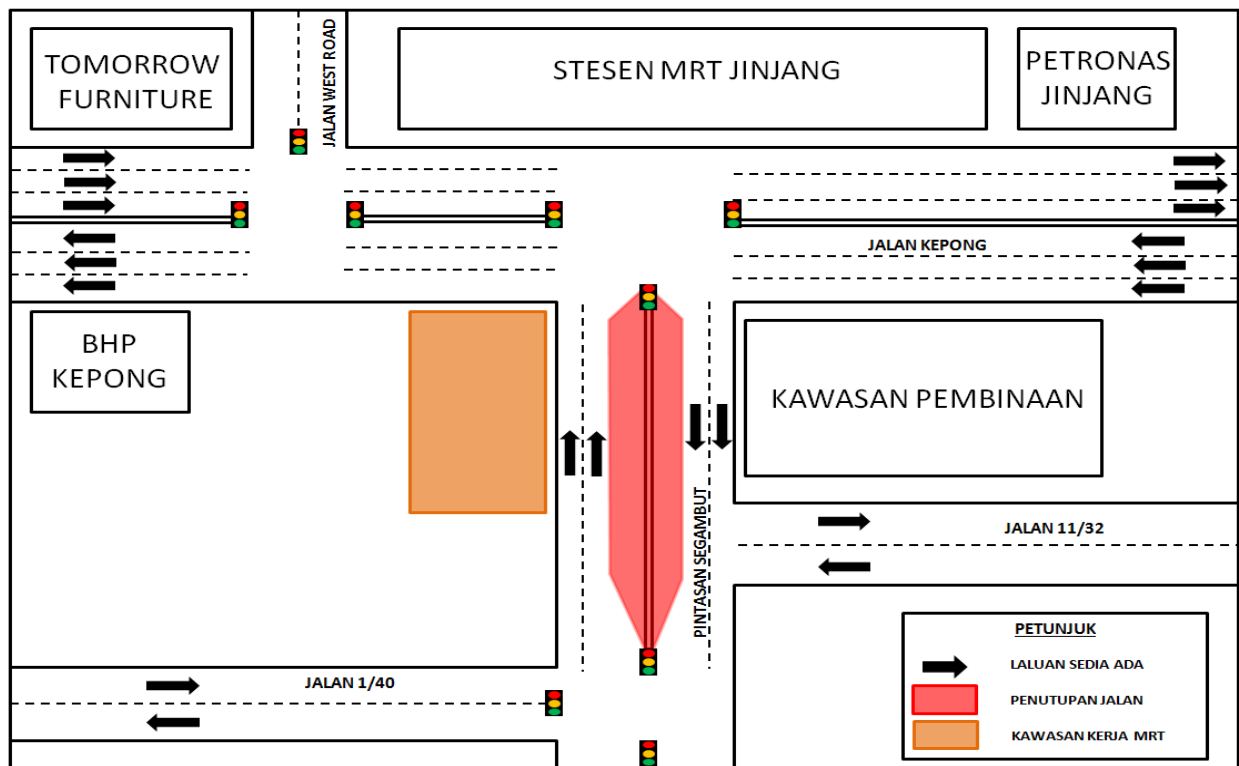 TOMORROW
FURNITURE
JALAN WEST ROAD
STESEN MRT JINJANG
PETRONAS
JINJANG
JALAN KEPONG
BHP
KEPONG
KAWASAN PEMBINAAN
PINTASAN SEGAMBUT
JALAN 11/32
JALAN 1/40
PETUNJUK
LALUAN SEDIA ADA
PENUTUPAN JALAN
KAWASAN KERJA MRT